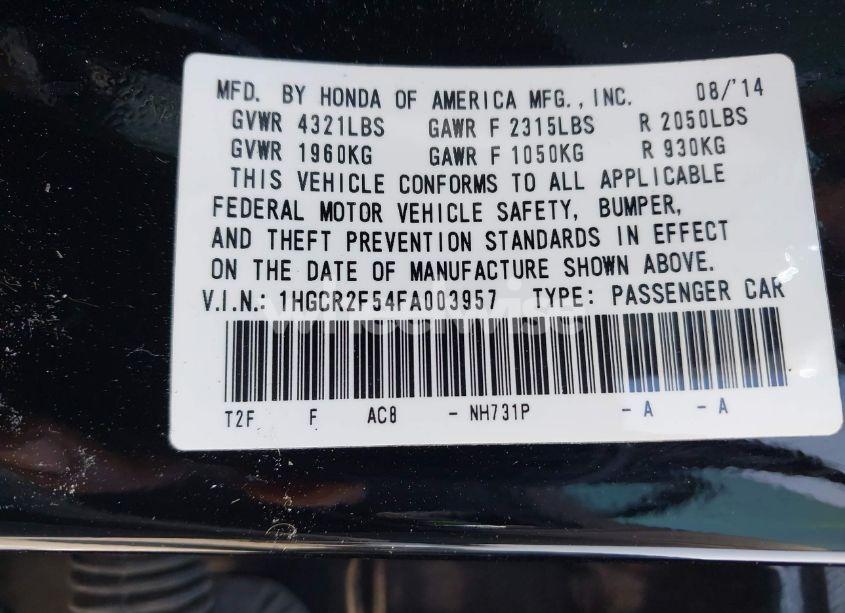 MFD. BY HONDA OF AMERICA MFG., INC. 08/'14
GVWR 4321LBS GAWR F 2315LBS R 2050LBS
GVWR 1960KG GAWR F 1050KG R 930KG
THIS VEHICLE CONFORMS TO ALL APPLICABLE
FEDERAL MOTOR VEHICLE SAFETY, BUMPER,
AND THEFT PREVENTION STANDARDS IN EFFECT
ON THE DATE OF MANUFACTURE SHOWN ABOVE.
V.I.N.: 1HGCR2F54FA003957 TYPE: PASSENGER CAR
wheelwise
T2F F AC8 - NH731P - A - A